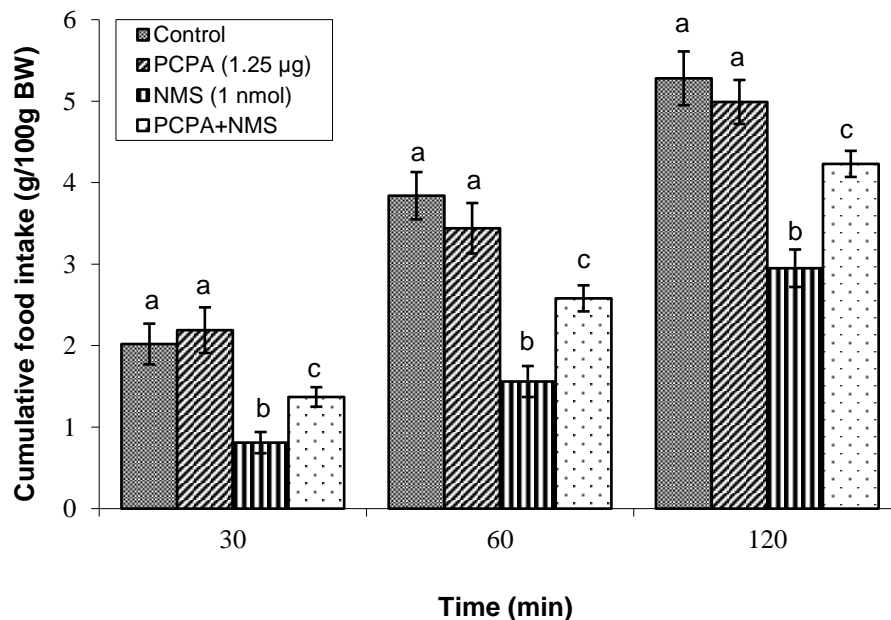 Cumulative food intake (g/100g BW)
6
5
4
3
2
1
0
Control
PCPA (1.25 µg)
NMS (1 nmol)
PCPA+NMS
a
a
b
c
a
a
b
c
a
a
b
c
30
60
120
Time (min)